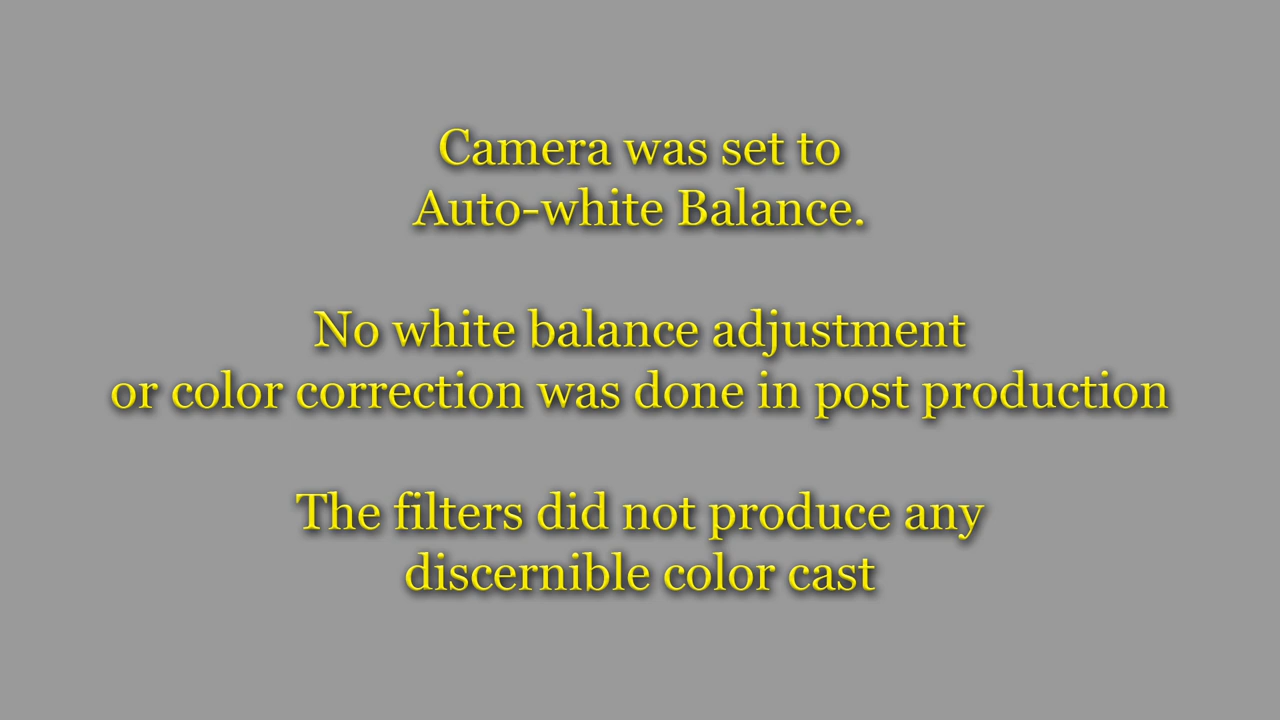 Camera was set to
Auto-white Balance.
No white balance adjustment
or color correction was done in post production
The filters did not produce any
discernible color cast